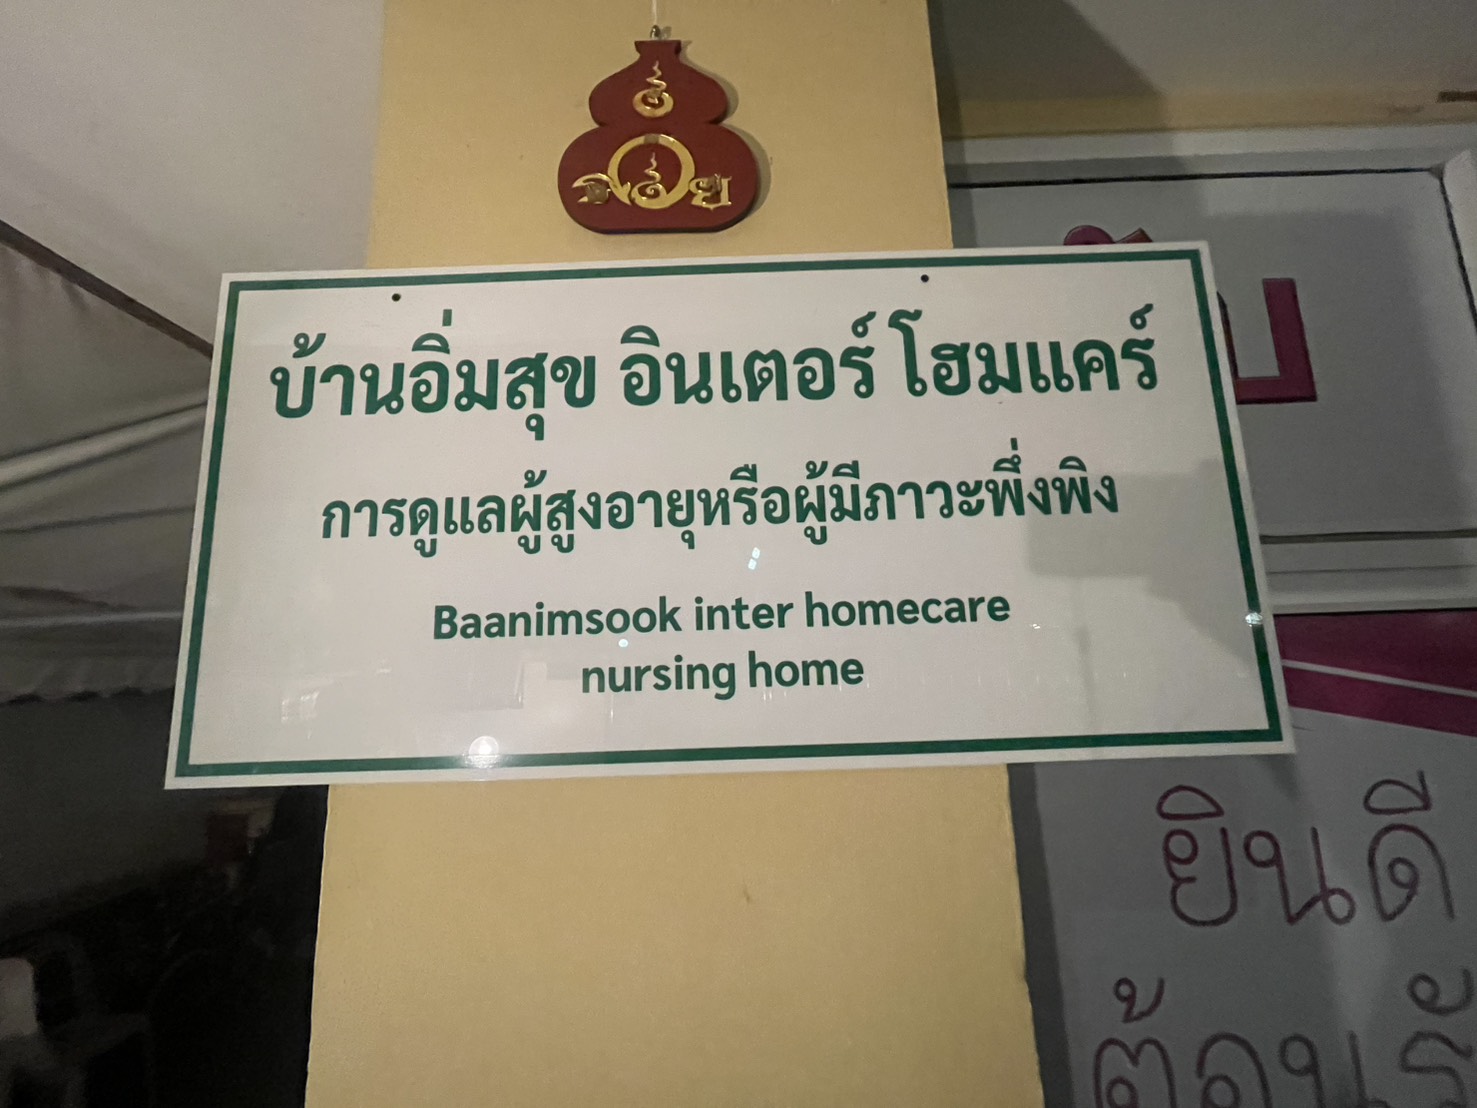 บ้านอิ่มสุข อินเตอร์ โฮมแคร์
การดูแลผู้สูงอายุหรือผู้มีภาวะพึ่งพิง
Baanimsook inter homecare
nursing home
ยินดี